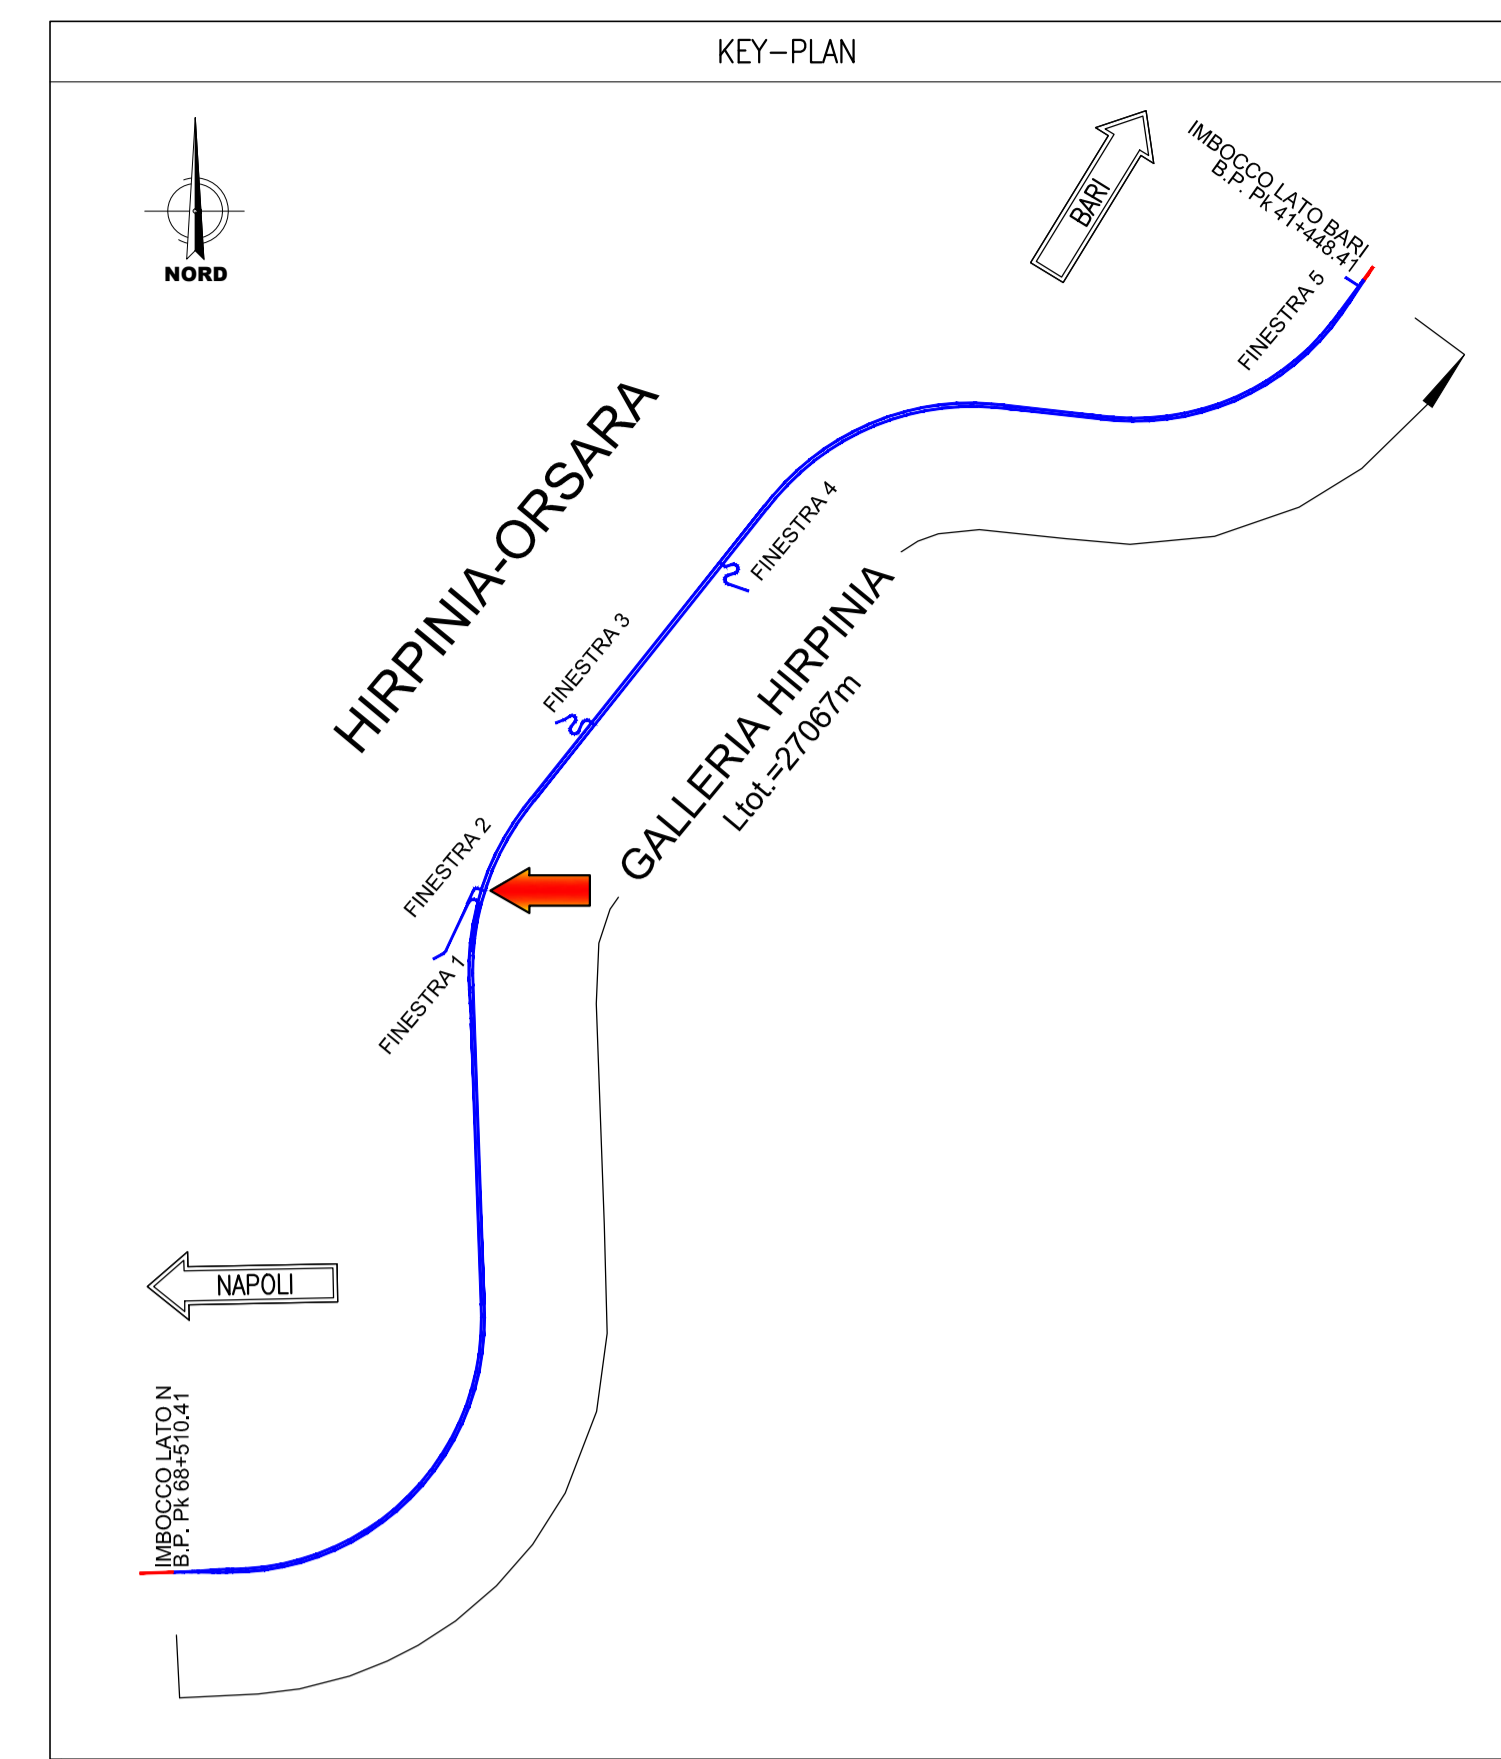 KEY-PLAN
NORD
BARI
IMBOCCO LATO BARI
B.P. Pk 41+448.41
FINESTRA 5
HIRPINIA-ORSARA
FINESTRA 4
FINESTRA 3
GALLERIA HIRPINIA
Ltot.=27067m
FINESTRA 2
FINESTRA 1
NAPOLI
IMBOCCO LATO N
B.P. Pk 68+510.41